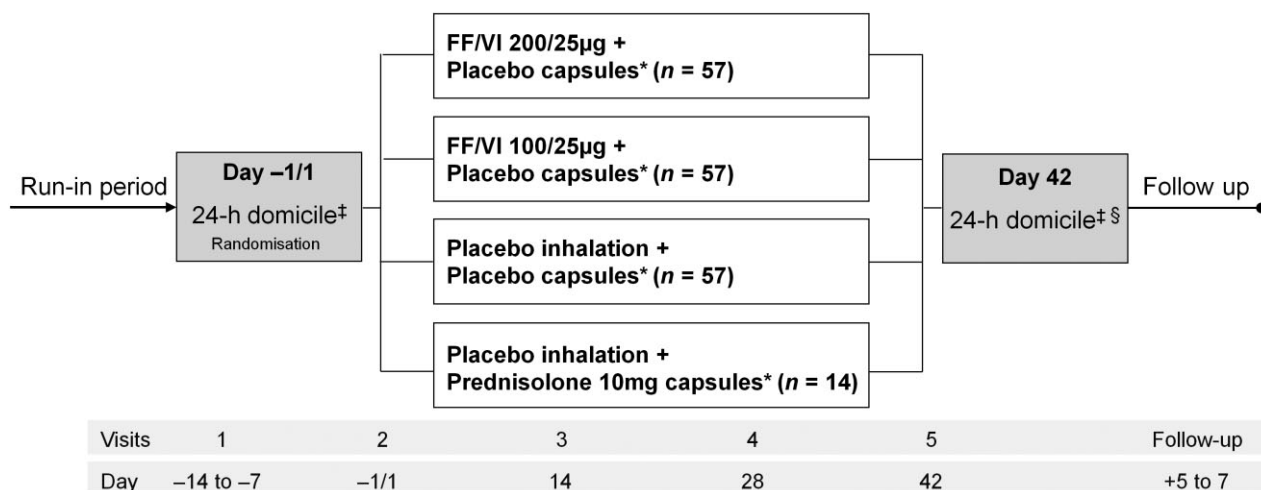 FF/VI 200/25µg +
Placebo capsules* (n = 57)
FF/VI 100/25µg +
Placebo capsules* (n = 57)
Run-in period
Day –1/1
24-h domicile‡
Randomisation
Day 42
24-h domicile‡ §
Follow up
Placebo inhalation +
Placebo capsules* (n = 57)
Placebo inhalation +
Prednisolone 10mg capsules* (n = 14)
Visits 1 2 3 4 5 Follow-up
Day –14 to –7 –1/1 14 28 42 +5 to 7